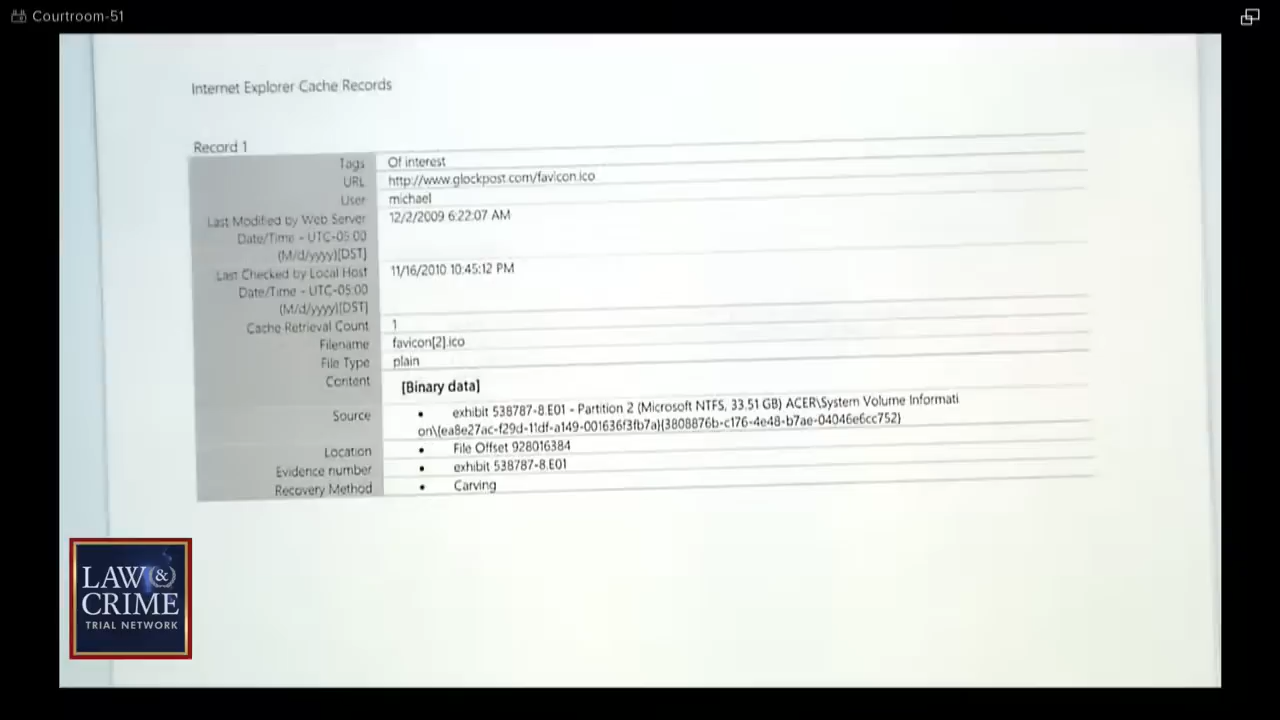 Courtroom-51
Internet Explorer Cache Records
Record 1
Tags Of interest
URL http://www.glockpost.com/favicon.ico
User michael
Last Modified by Web Server 12/2/2009 6:22:07 AM
Date/Time - UTC-05:00
(M/d/yyyy)[DST]
Last Checked by Local Host 11/16/2010 10:45:12 PM
Date/Time - UTC-05:00
(M/d/yyyy)[DST]
Cache Retrieval Count 1
Filename favicon[2].ico
File Type plain
Content [Binary data]
Source • exhibit 538787-8.E01 - Partition 2 (Microsoft NTFS, 33.51 GB) ACER\System Volume Informati
on\{ea8e27ac-f29d-11df-a149-001636f3fb7a}{3808876b-c176-4e48-b7ae-04046e6cc752}
Location • File Offset 928016384
Evidence number • exhibit 538787-8.E01
Recovery Method • Carving
LAW &
CRIME
TRIAL NETWORK